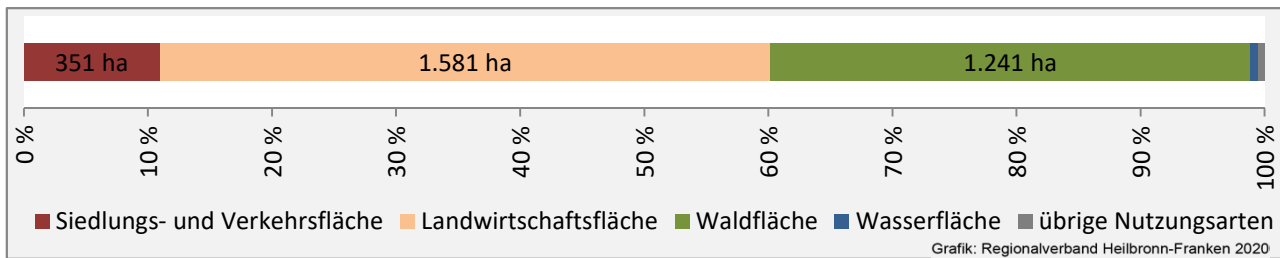 351 ha 1.581 ha 1.241 ha
0 % 10 % 20 % 30 % 40 % 50 % 60 % 70 % 80 % 90 % 100 %
Siedlungs- und Verkehrsfläche Landwirtschaftsfläche Waldfläche Wasserfläche übrige Nutzungsarten
Grafik: Regionalverband Heilbronn-Franken 2020